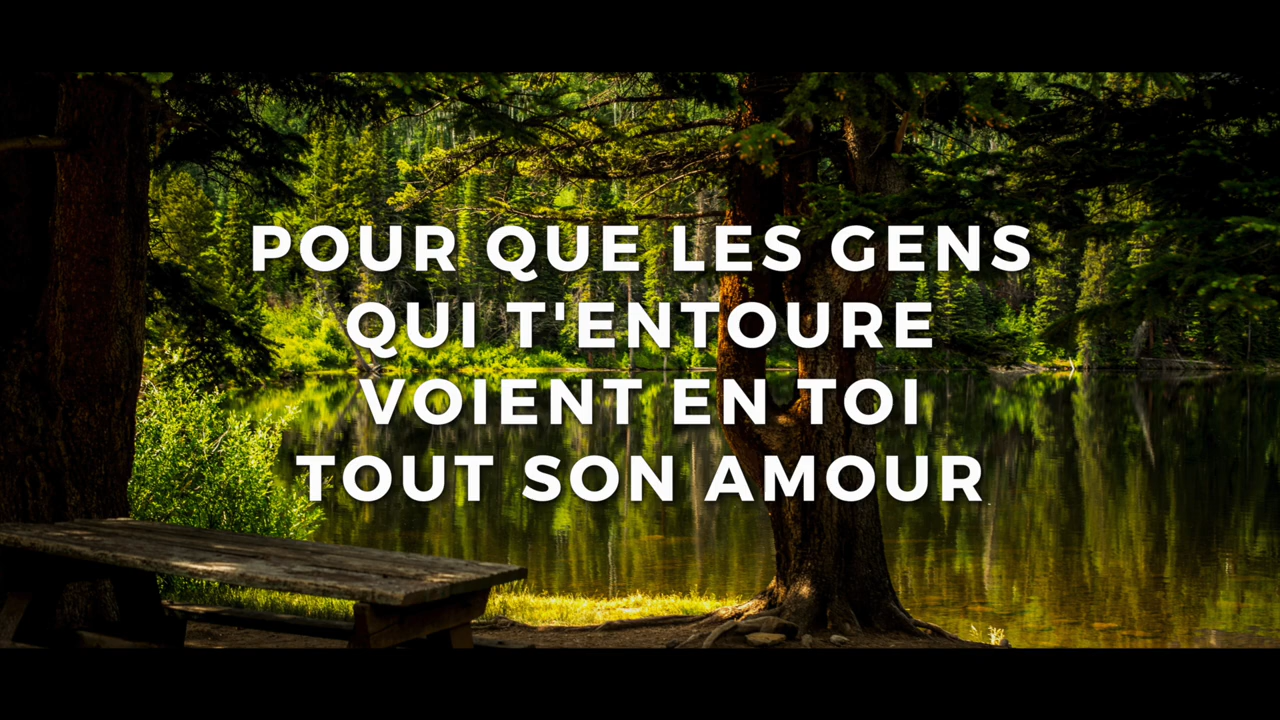 POUR QUE LES GENS
QUI T'ENTOURE
VOIENT EN TOI
TOUT SON AMOUR